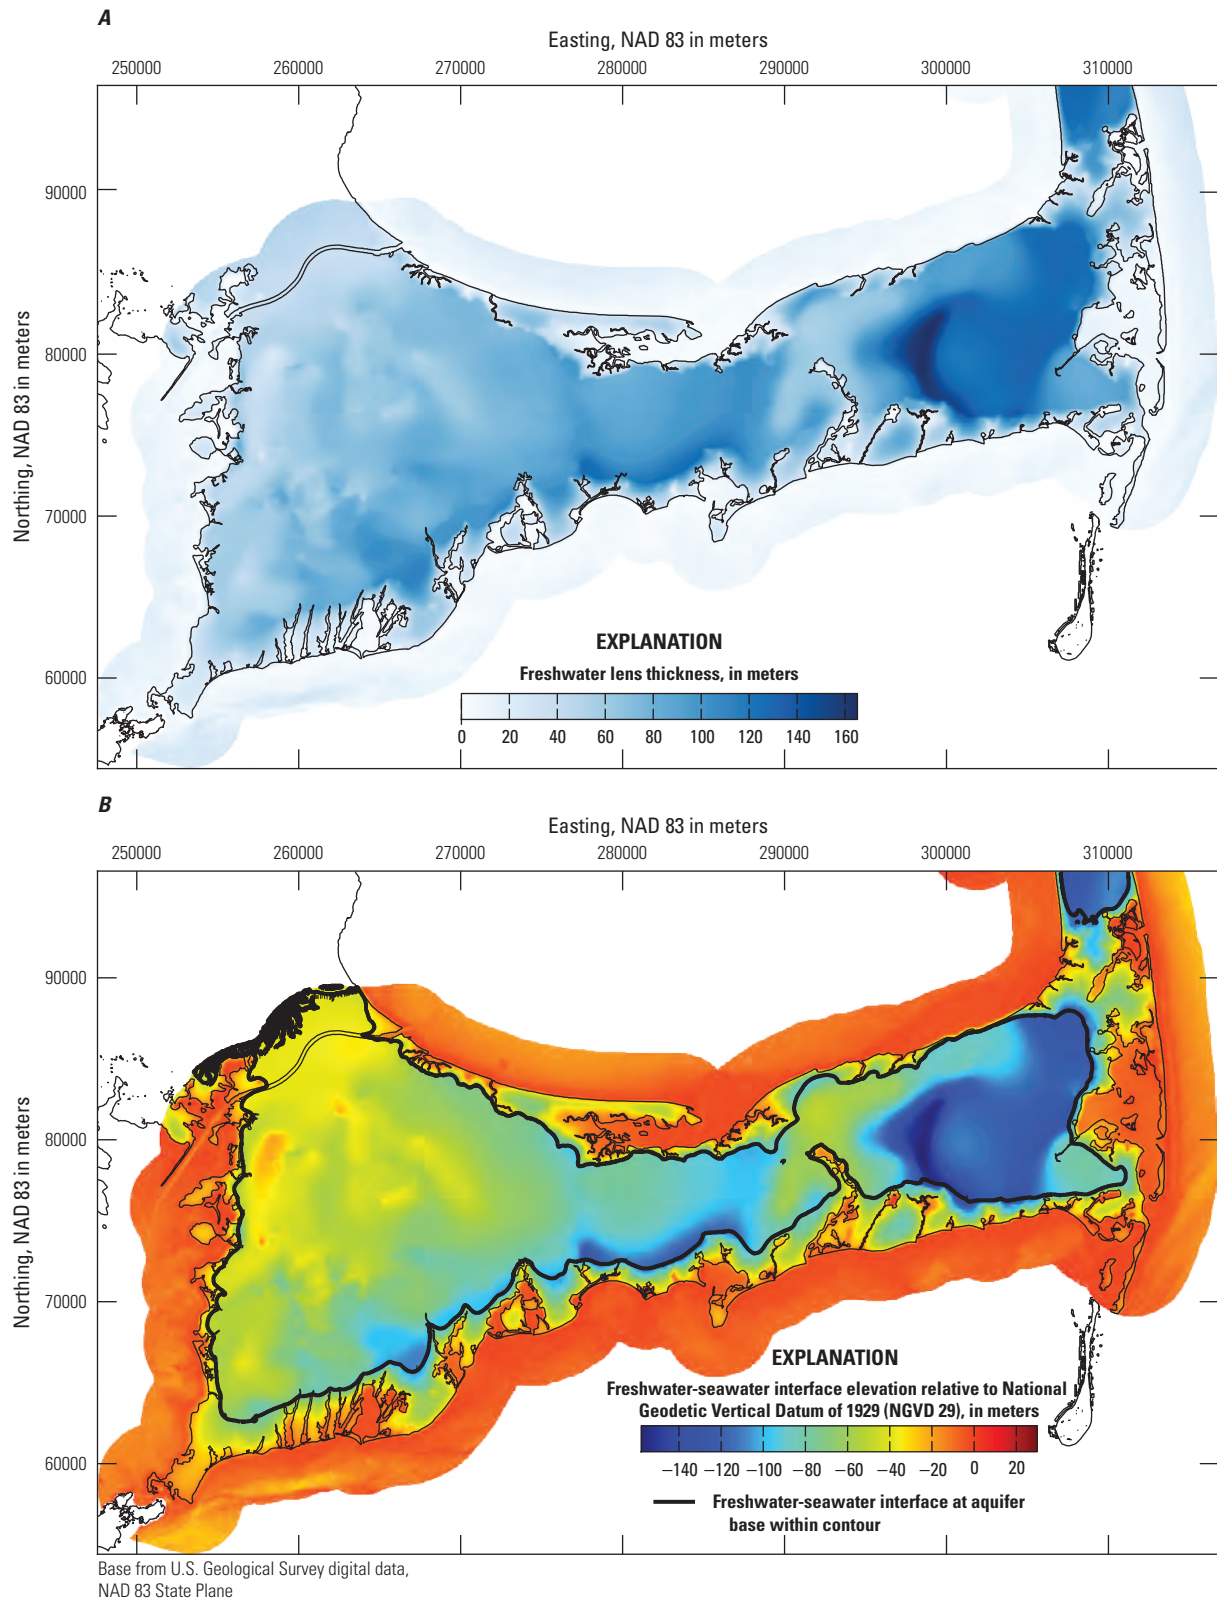 A
Easting, NAD 83 in meters
250000 260000 270000 280000 290000 300000 310000
Northing, NAD 83 in meters
90000
80000
70000
60000
EXPLANATION
Freshwater lens thickness, in meters
0 20 40 60 80 100 120 140 160
B
Easting, NAD 83 in meters
250000 260000 270000 280000 290000 300000 310000
Northing, NAD 83 in meters
90000
80000
70000
60000
EXPLANATION
Freshwater-seawater interface elevation relative to National
Geodetic Vertical Datum of 1929 (NGVD 29), in meters
−140 −120 −100 −80 −60 −40 −20 0 20
Freshwater-seawater interface at aquifer
base within contour
Base from U.S. Geological Survey digital data,
NAD 83 State Plane